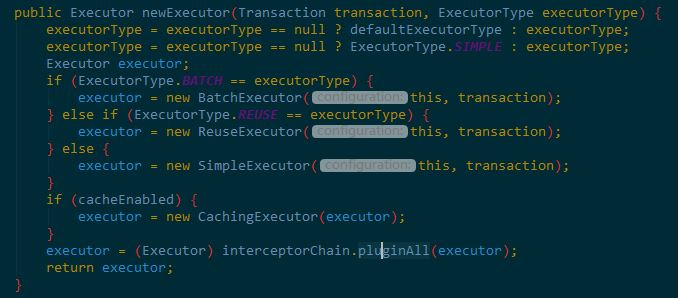 public Executor newExecutor(Transaction transaction, ExecutorType executorType) {
    executorType = executorType == null ? defaultExecutorType : executorType;
    executorType = executorType == null ? ExecutorType.SIMPLE : executorType;
    Executor executor;
    if (ExecutorType.BATCH == executorType) {
        executor = new BatchExecutor( configuration: this, transaction);
    } else if (ExecutorType.REUSE == executorType) {
        executor = new ReuseExecutor( configuration: this, transaction);
    } else {
        executor = new SimpleExecutor( configuration: this, transaction);
    }
    if (cacheEnabled) {
        executor = new CachingExecutor(executor);
    }
    executor = (Executor) interceptorChain.pluginAll(executor);
    return executor;
}